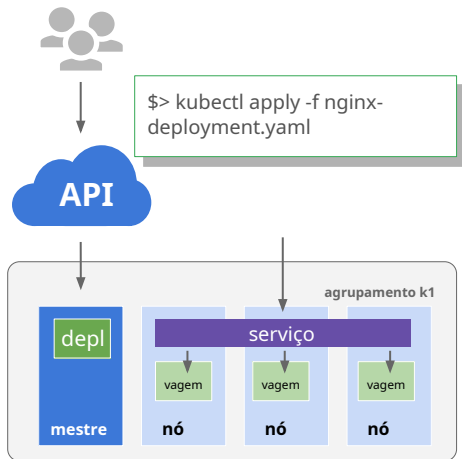 $> kubectl apply -f nginx-
deployment.yaml
API
agrupamento k1
depl
serviço
vagem
vagem
vagem
mestre
nó
nó
nó